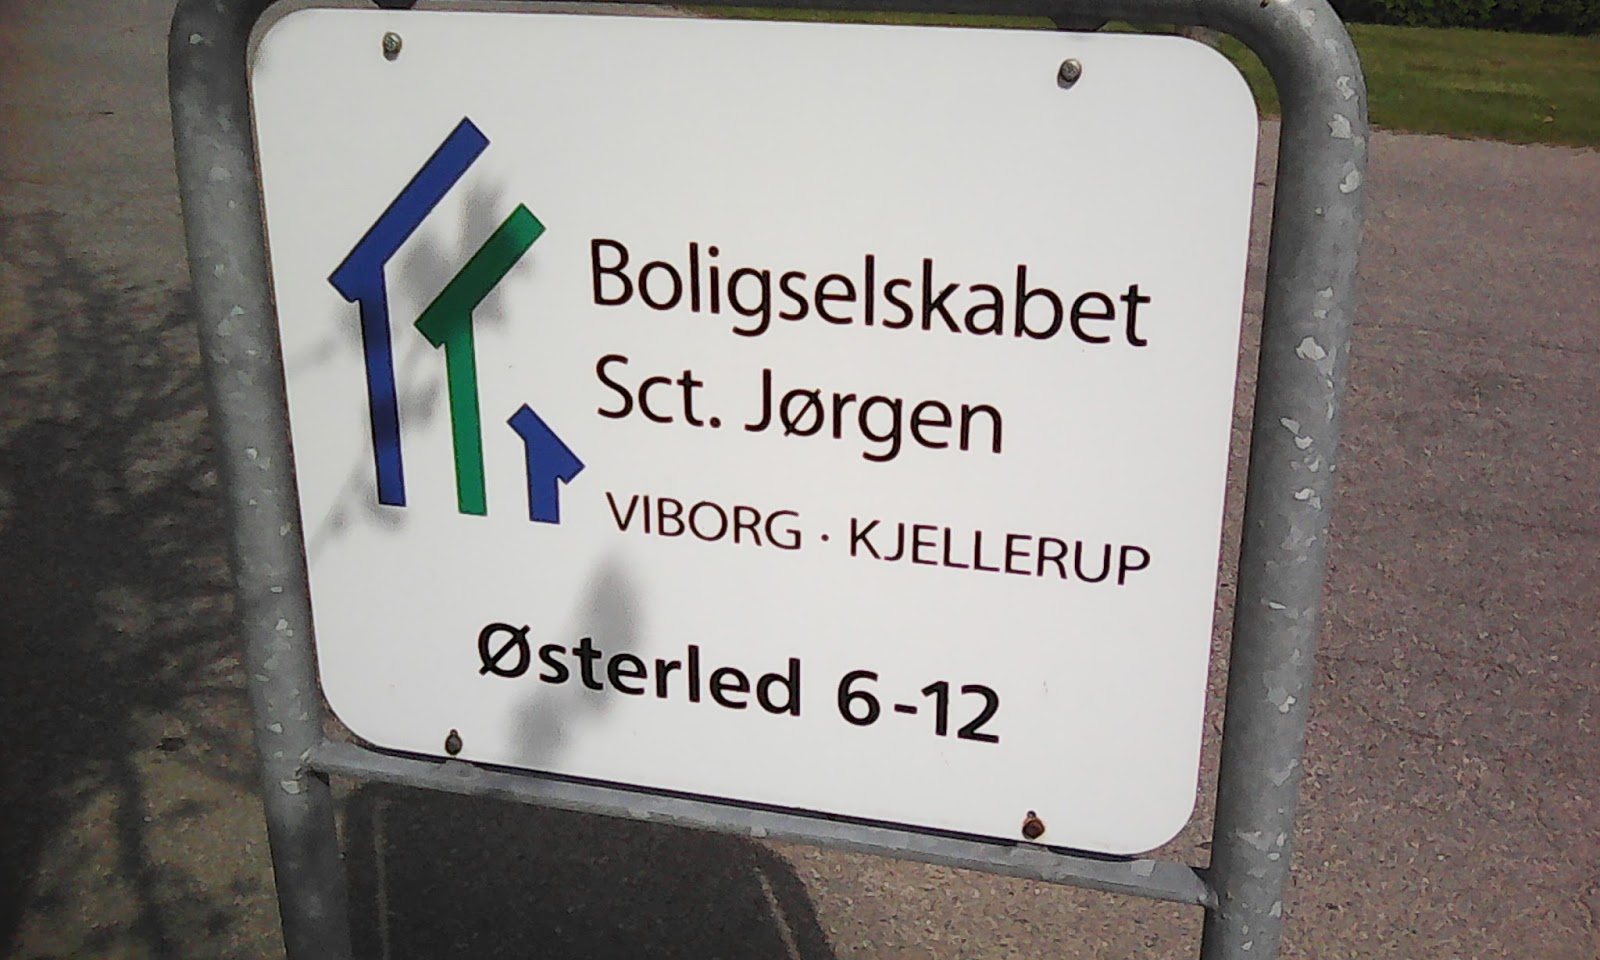 Boligselskabet
Sct. Jørgen
VIBORG · KJELLERUP
Østerled 6-12